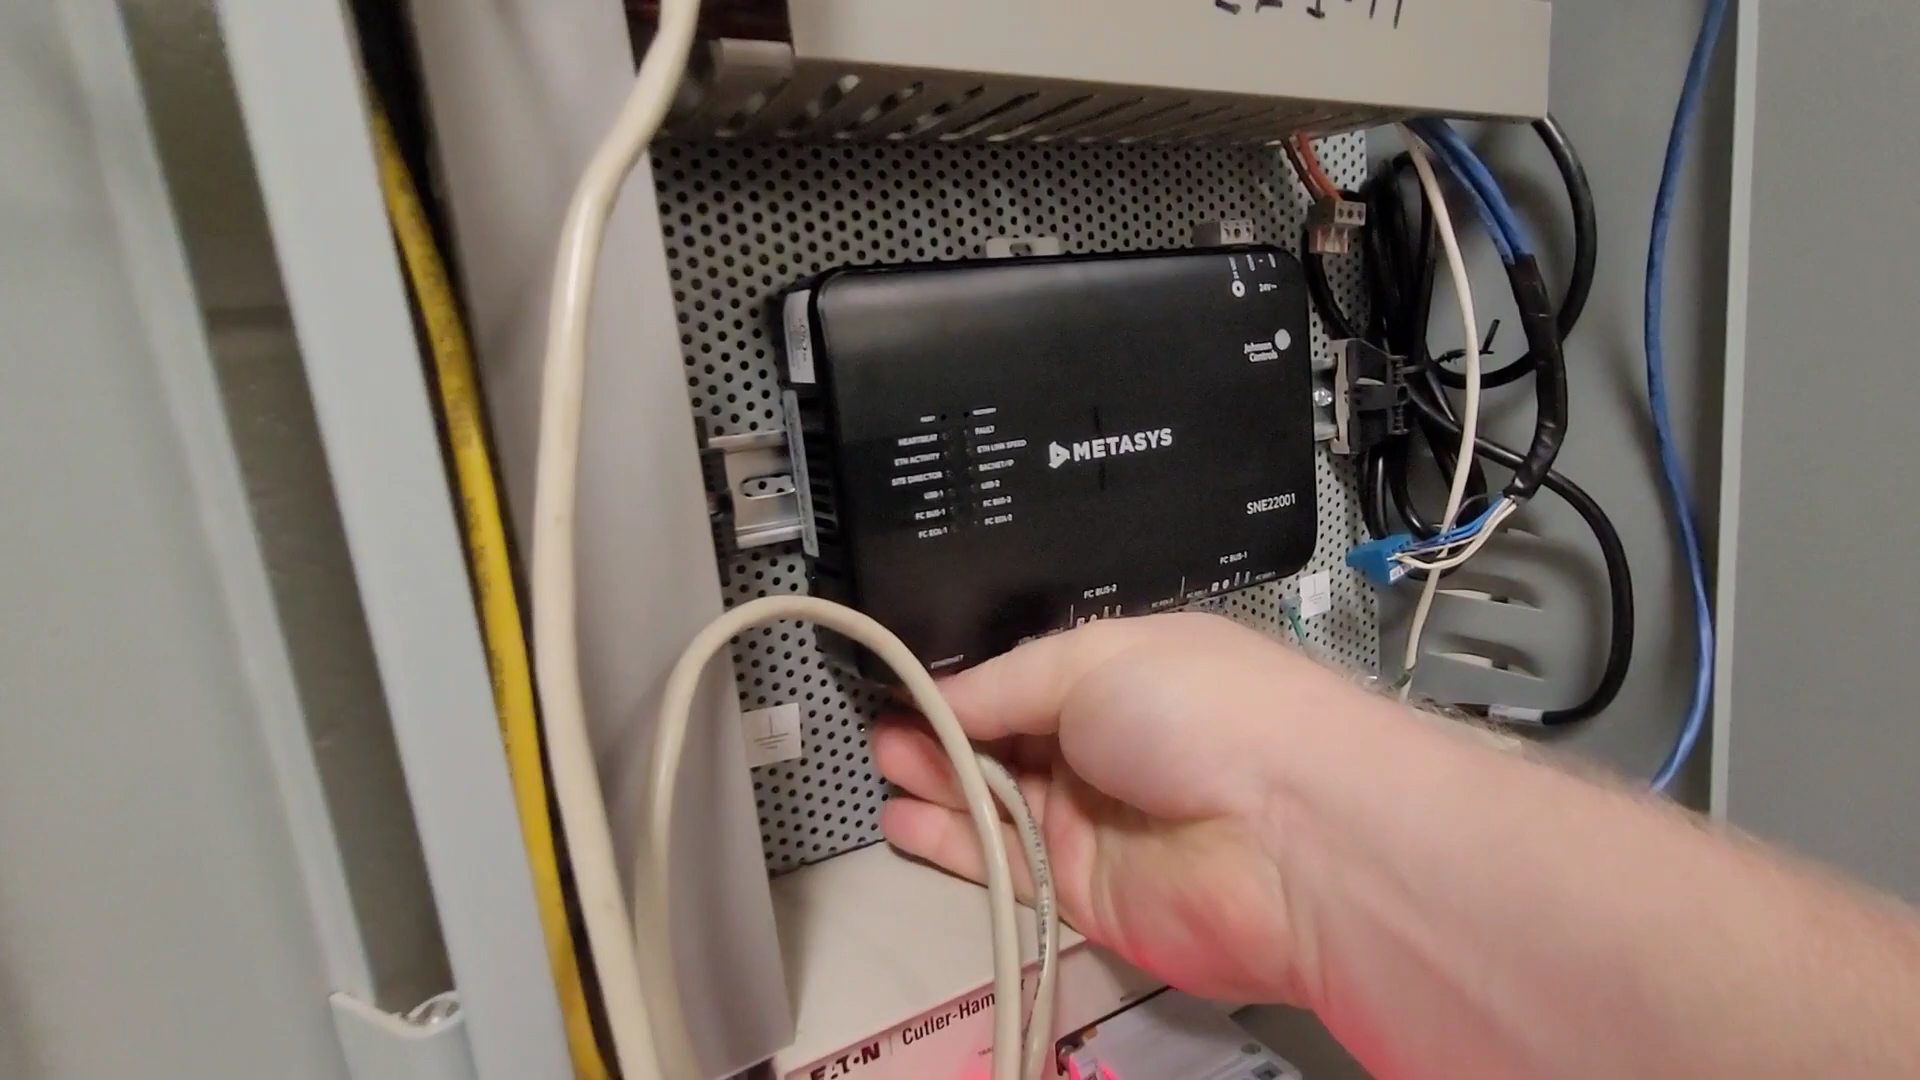 24V~
Johnson
Controls
RECOVERY
HEARTBEAT
FAULT
ETH ACTIVITY
ETH LINK SPEED
SITE DIRECTOR
BACNET/IP
USB-1
USB-2
FC BUS-1
FC BUS-2
FC EOL-1
FC EOL-2
METASYS
SNE22001
FC BUS-1
FC BUS-2
ETHERNET
E·T·N
Cutler-Ham